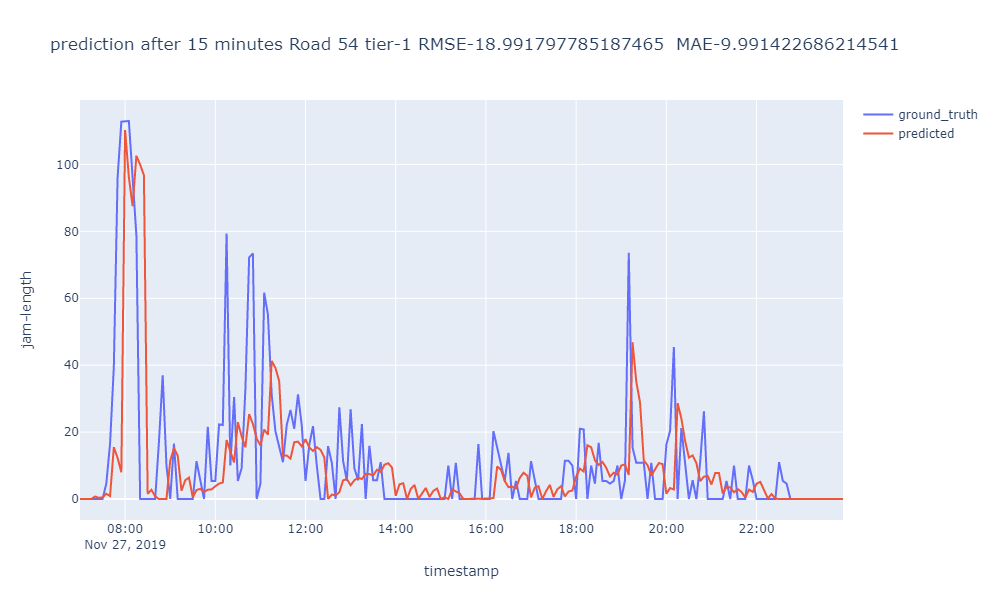 prediction after 15 minutes Road 54 tier-1 RMSE-18.991797785187465  MAE-9.991422686214541
ground_truth
predicted
100
80
60
40
20
0
jam-length
08:00 10:00 12:00 14:00 16:00 18:00 20:00 22:00
Nov 27, 2019
timestamp